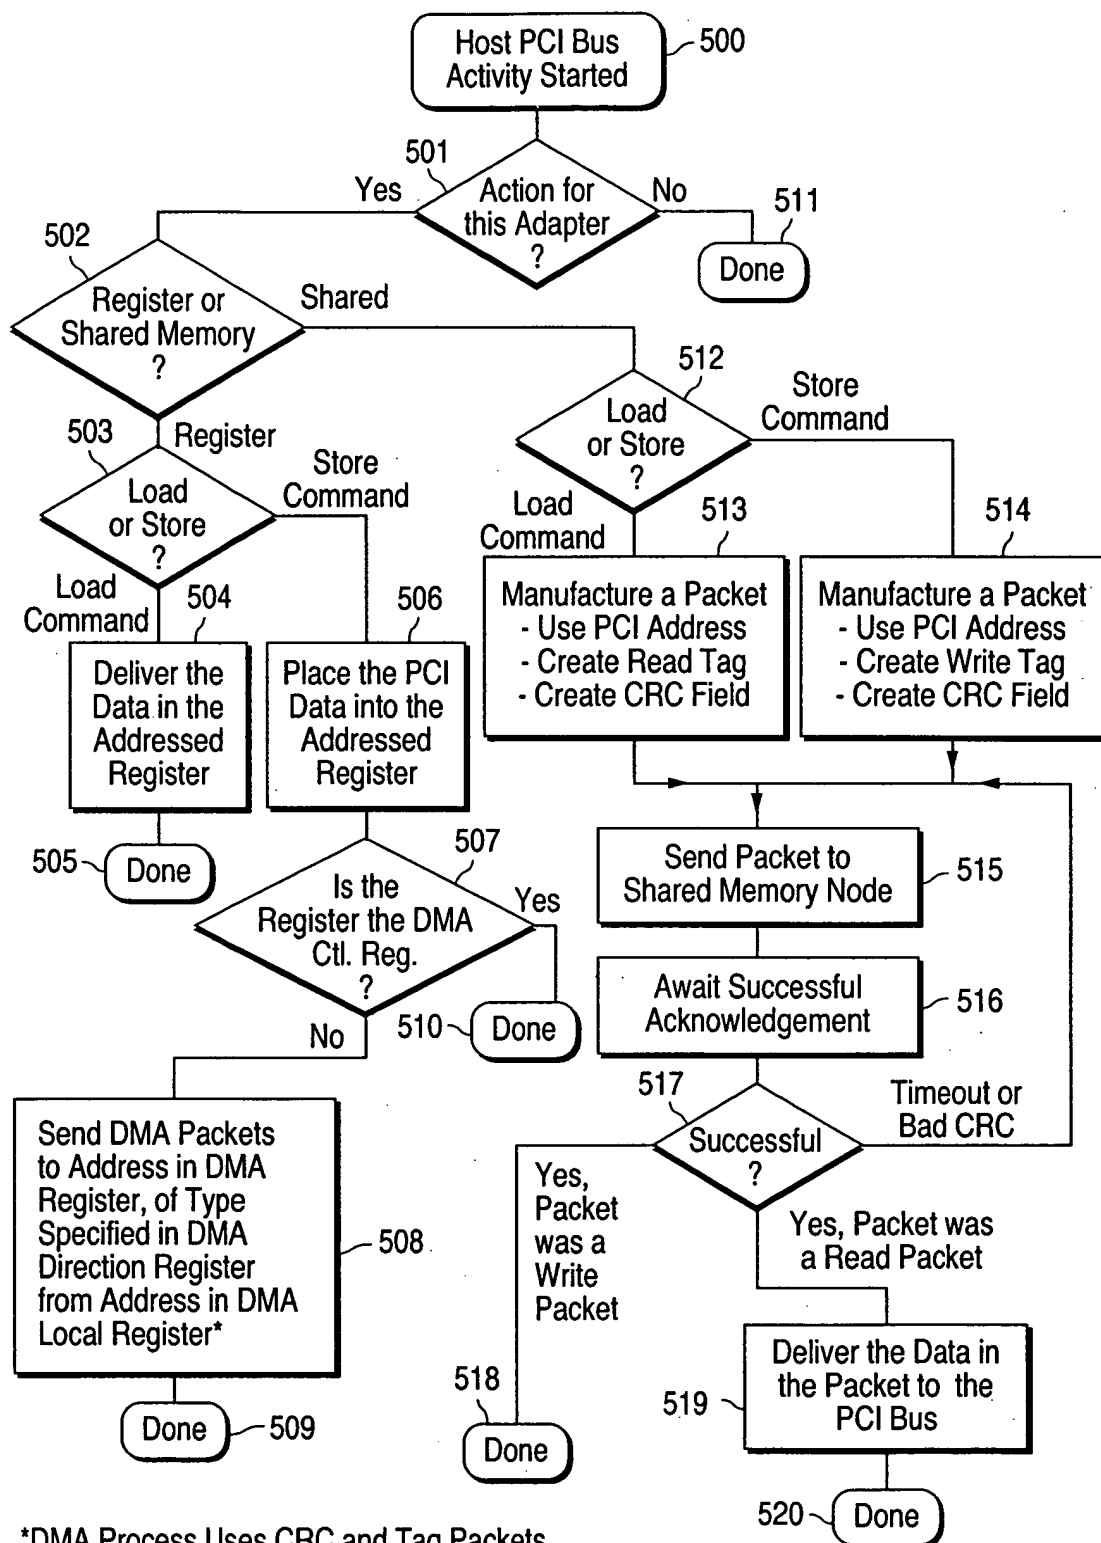 Host PCI Bus
Activity Started
500
501
Action for
this Adapter
?
Yes
No
511
Done
502
Register or
Shared Memory
?
Shared
Register
503
Load
or Store
?
Store
Command
Load
Command
504
Deliver the
Data in the
Addressed
Register
505
Done
506
Place the PCI
Data into the
Addressed
Register
507
Is the
Register the DMA
Ctl. Reg.
?
Yes
510
Done
No
Send DMA Packets
to Address in DMA
Register, of Type
Specified in DMA
Direction Register
from Address in DMA
Local Register*
508
Done
509
512
Load
or Store
?
Store
Command
Load
Command
513
Manufacture a Packet
- Use PCI Address
- Create Read Tag
- Create CRC Field
514
Manufacture a Packet
- Use PCI Address
- Create Write Tag
- Create CRC Field
Send Packet to
Shared Memory Node
515
Await Successful
Acknowledgement
516
517
Successful
?
Timeout or
Bad CRC
Yes,
Packet
was a
Write
Packet
Yes, Packet was
a Read Packet
518
Done
Deliver the Data in
the Packet to the
PCI Bus
519
520
Done
*DMA Process Uses CRC and Tag Packets